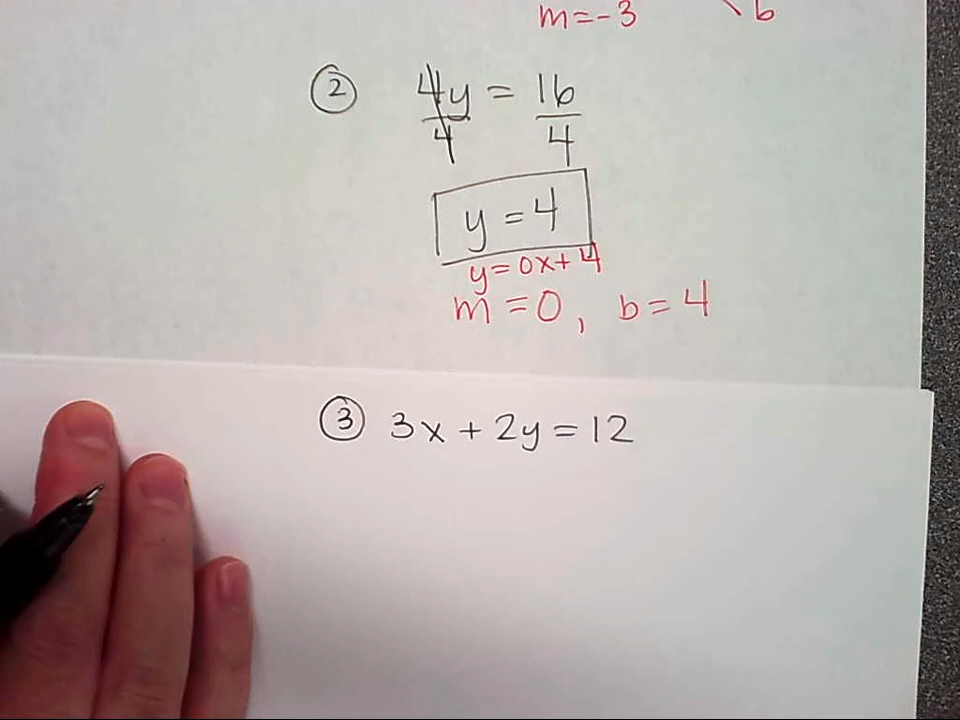 m=-3 b
② 4y = 16
4 4
y = 4
y=0x+4
m=0, b=4
③ 3x + 2y = 12